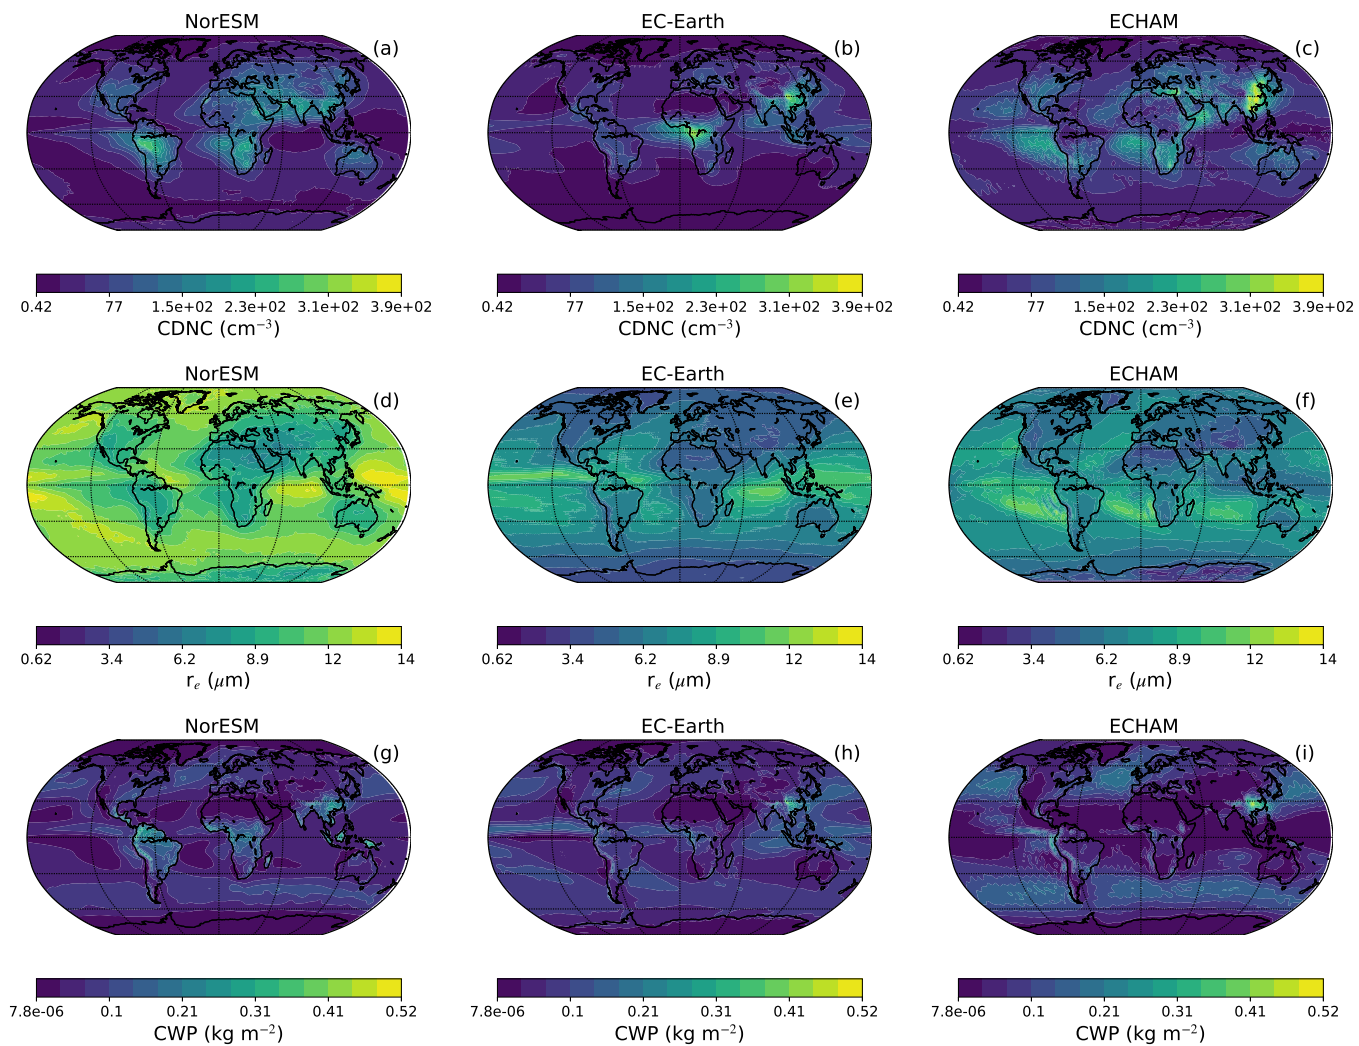 NorESM EC-Earth ECHAM
(a) (b) (c)
0.42 77 1.5e+02 2.3e+02 3.1e+02 3.9e+02 0.42 77 1.5e+02 2.3e+02 3.1e+02 3.9e+02 0.42 77 1.5e+02 2.3e+02 3.1e+02 3.9e+02
CDNC (cm⁻³) CDNC (cm⁻³) CDNC (cm⁻³)
NorESM EC-Earth ECHAM
(d) (e) (f)
0.62 3.4 6.2 8.9 12 14 0.62 3.4 6.2 8.9 12 14 0.62 3.4 6.2 8.9 12 14
rₑ (μm) rₑ (μm) rₑ (μm)
NorESM EC-Earth ECHAM
(g) (h) (i)
7.8e-06 0.1 0.21 0.31 0.41 0.52 7.8e-06 0.1 0.21 0.31 0.41 0.52 7.8e-06 0.1 0.21 0.31 0.41 0.52
CWP (kg m⁻²) CWP (kg m⁻²) CWP (kg m⁻²)